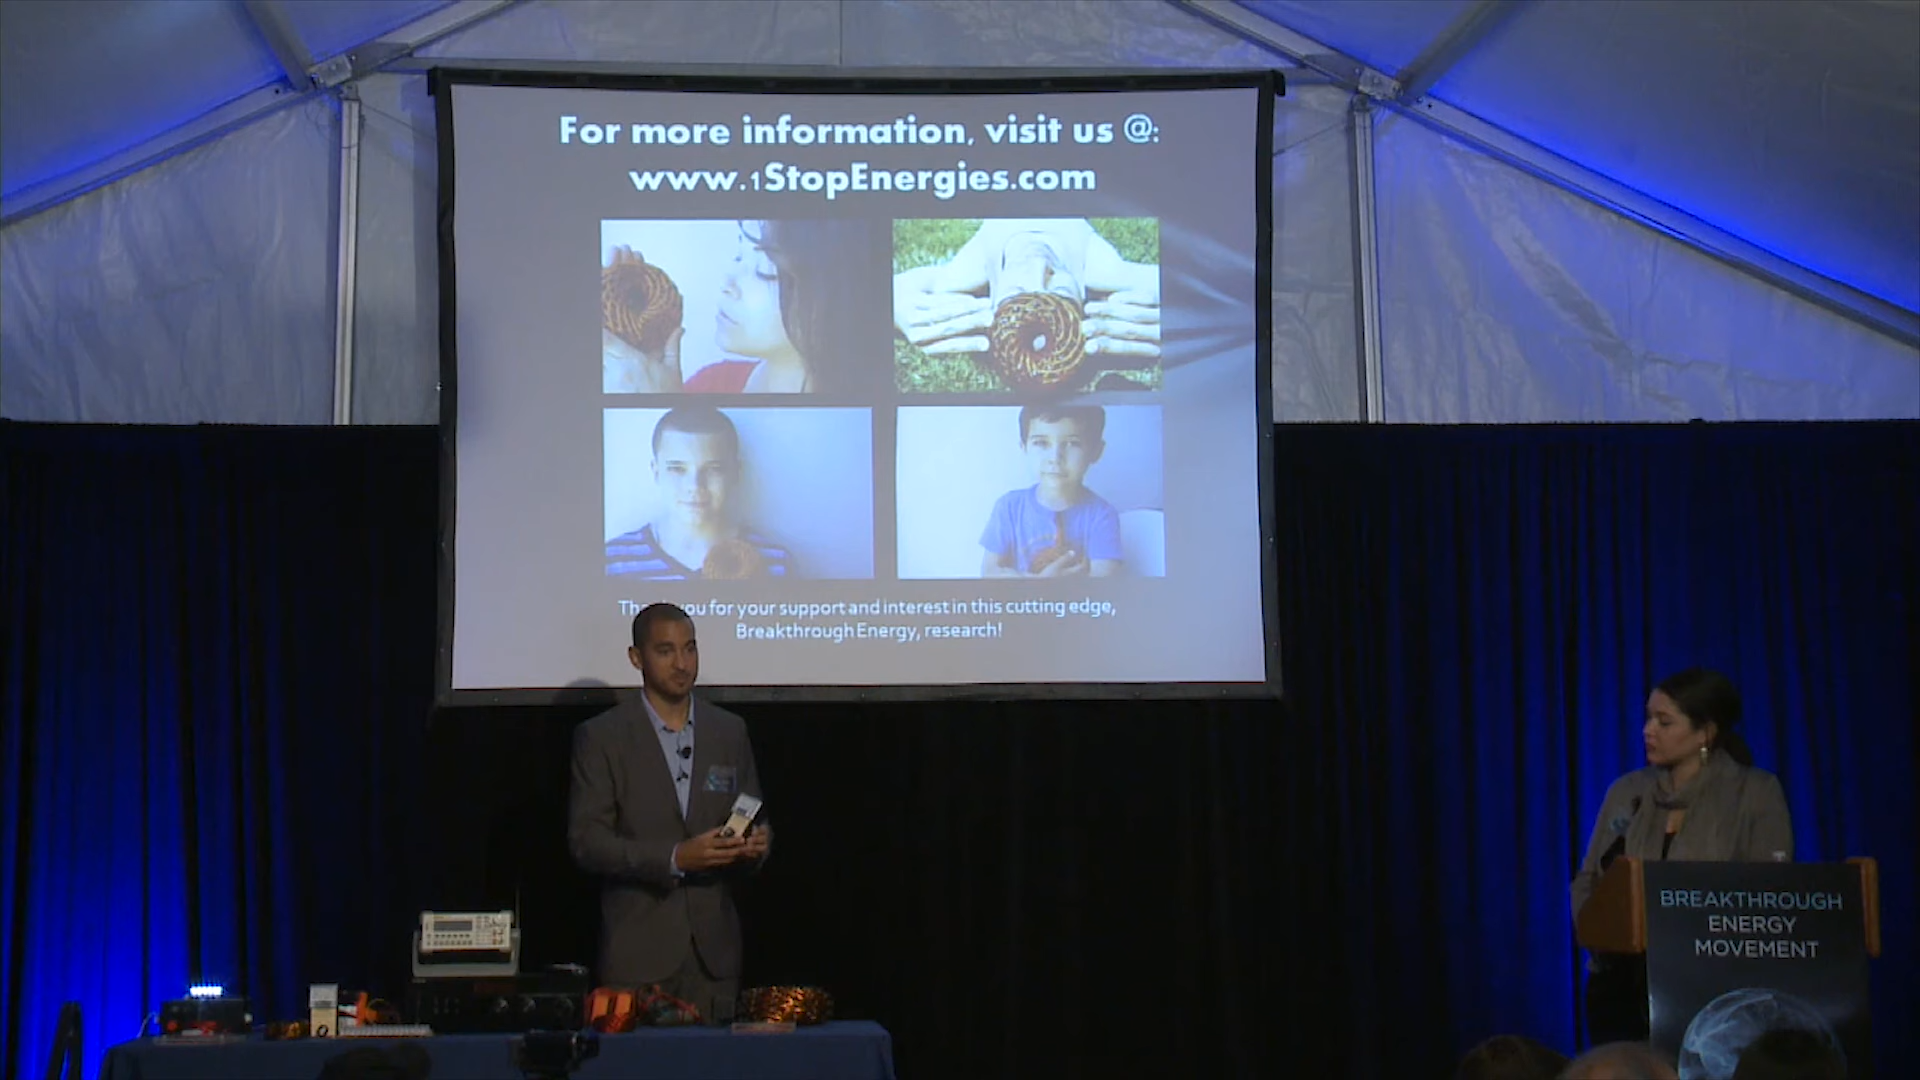 For more information, visit us @:
www.1StopEnergies.com
you for your support and interest in this cutting edge,
Breakthrough Energy, research!
BREAKTHROUGH
ENERGY
MOVEMENT